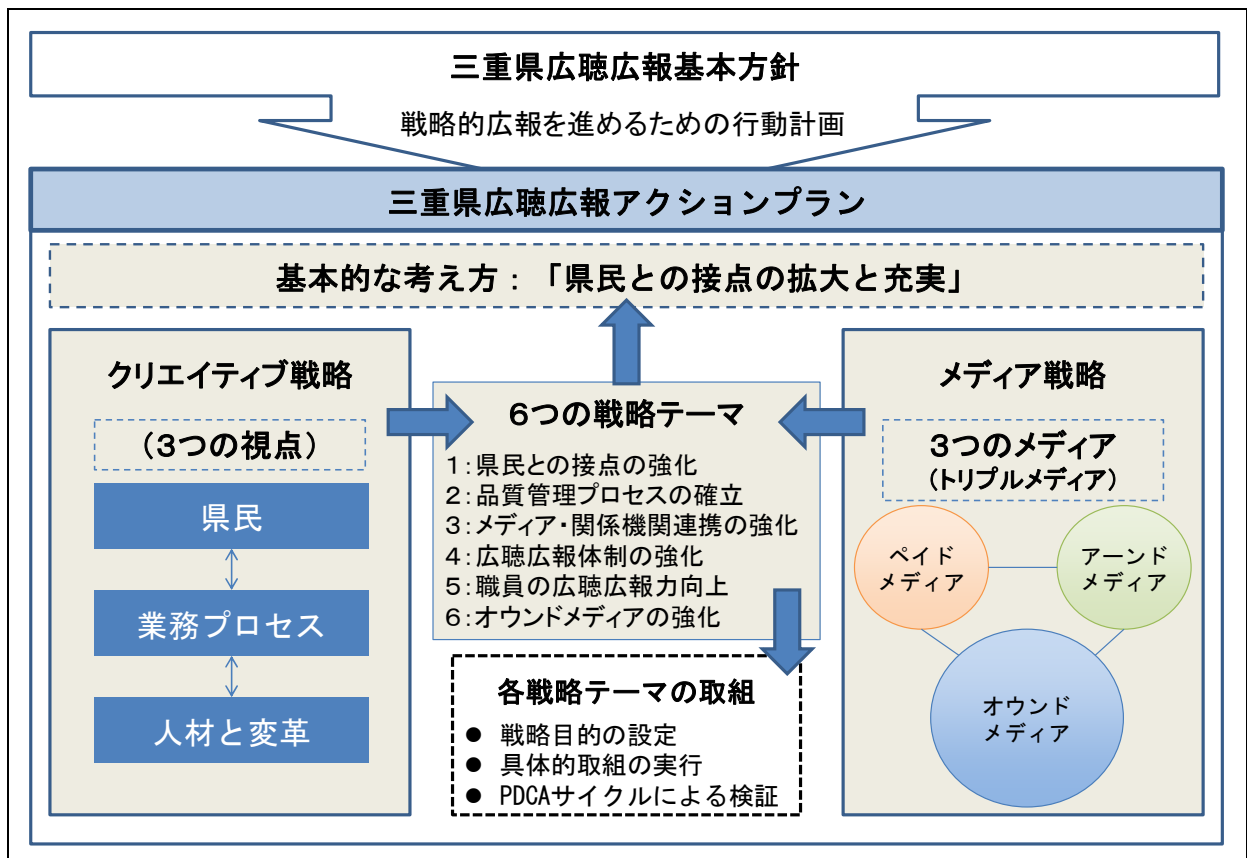 三重県広聴広報基本方針
戦略的広報を進めるための行動計画
三重県広聴広報アクションプラン
基本的な考え方：「県民との接点の拡大と充実」
クリエイティブ戦略
(３つの視点)
県民
業務プロセス
人材と変革
６つの戦略テーマ
１：県民との接点の強化
２：品質管理プロセスの確立
３：メディア・関係機関連携の強化
４：広聴広報体制の強化
５：職員の広聴広報力向上
６：オウンドメディアの強化
各戦略テーマの取組
● 戦略目的の設定
● 具体的取組の実行
● PDCAサイクルによる検証
メディア戦略
３つのメディア
(トリプルメディア)
ペイド
メディア
アーンド
メディア
オウンド
メディア